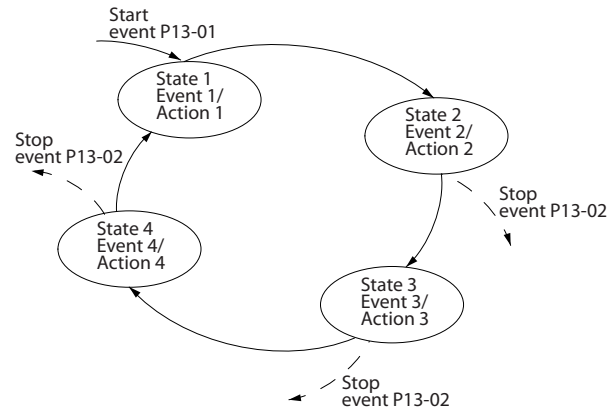 Start
event P13-01
State 1
Event 1/
Action 1
State 2
Event 2/
Action 2
Stop
event P13-02
Stop
event P13-02
State 4
Event 4/
Action 4
State 3
Event 3/
Action 3
Stop
event P13-02